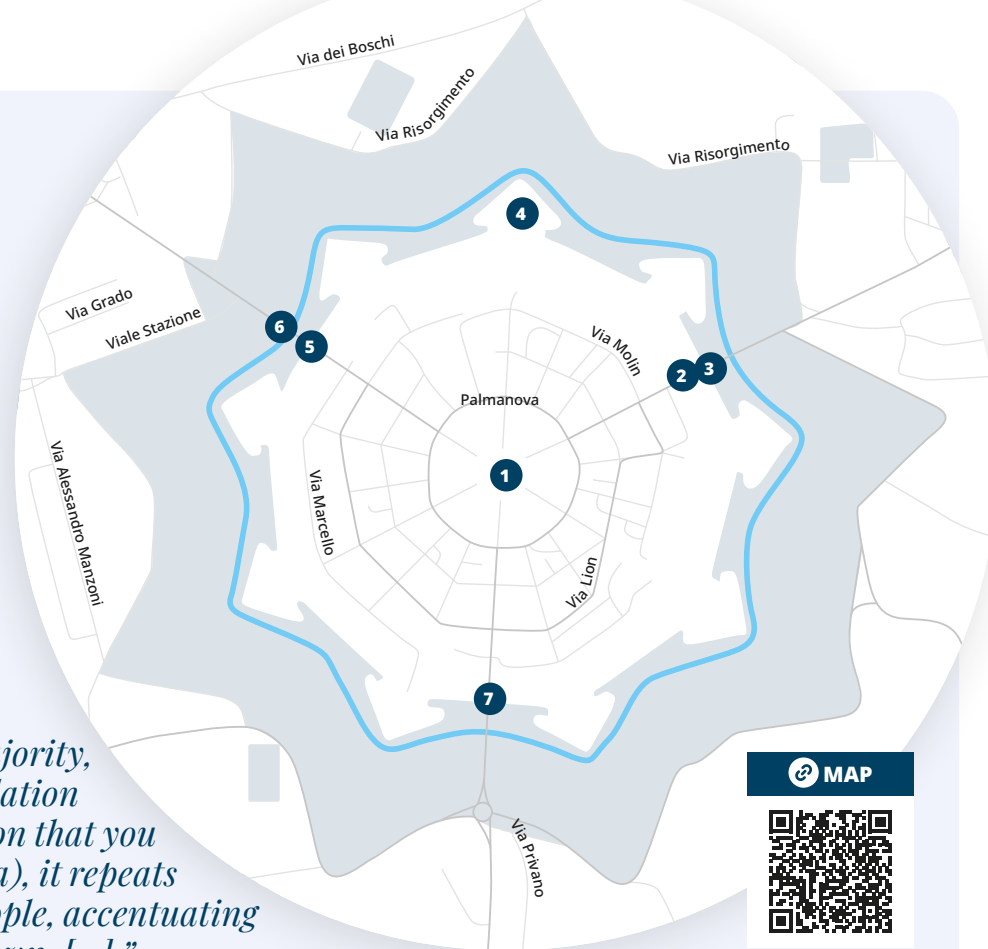 Via dei Boschi
Via Risorgimento
Via Risorgimento
4
Via Grado
Viale Stazione
6
5
Via Molin
2
3
Palmanova
1
Via Alessandro Manzoni
Via Marcello
Via Lion
7
Via Privano
MAP
jority,
lation
on that you
a), it repeats
ople, accentuating